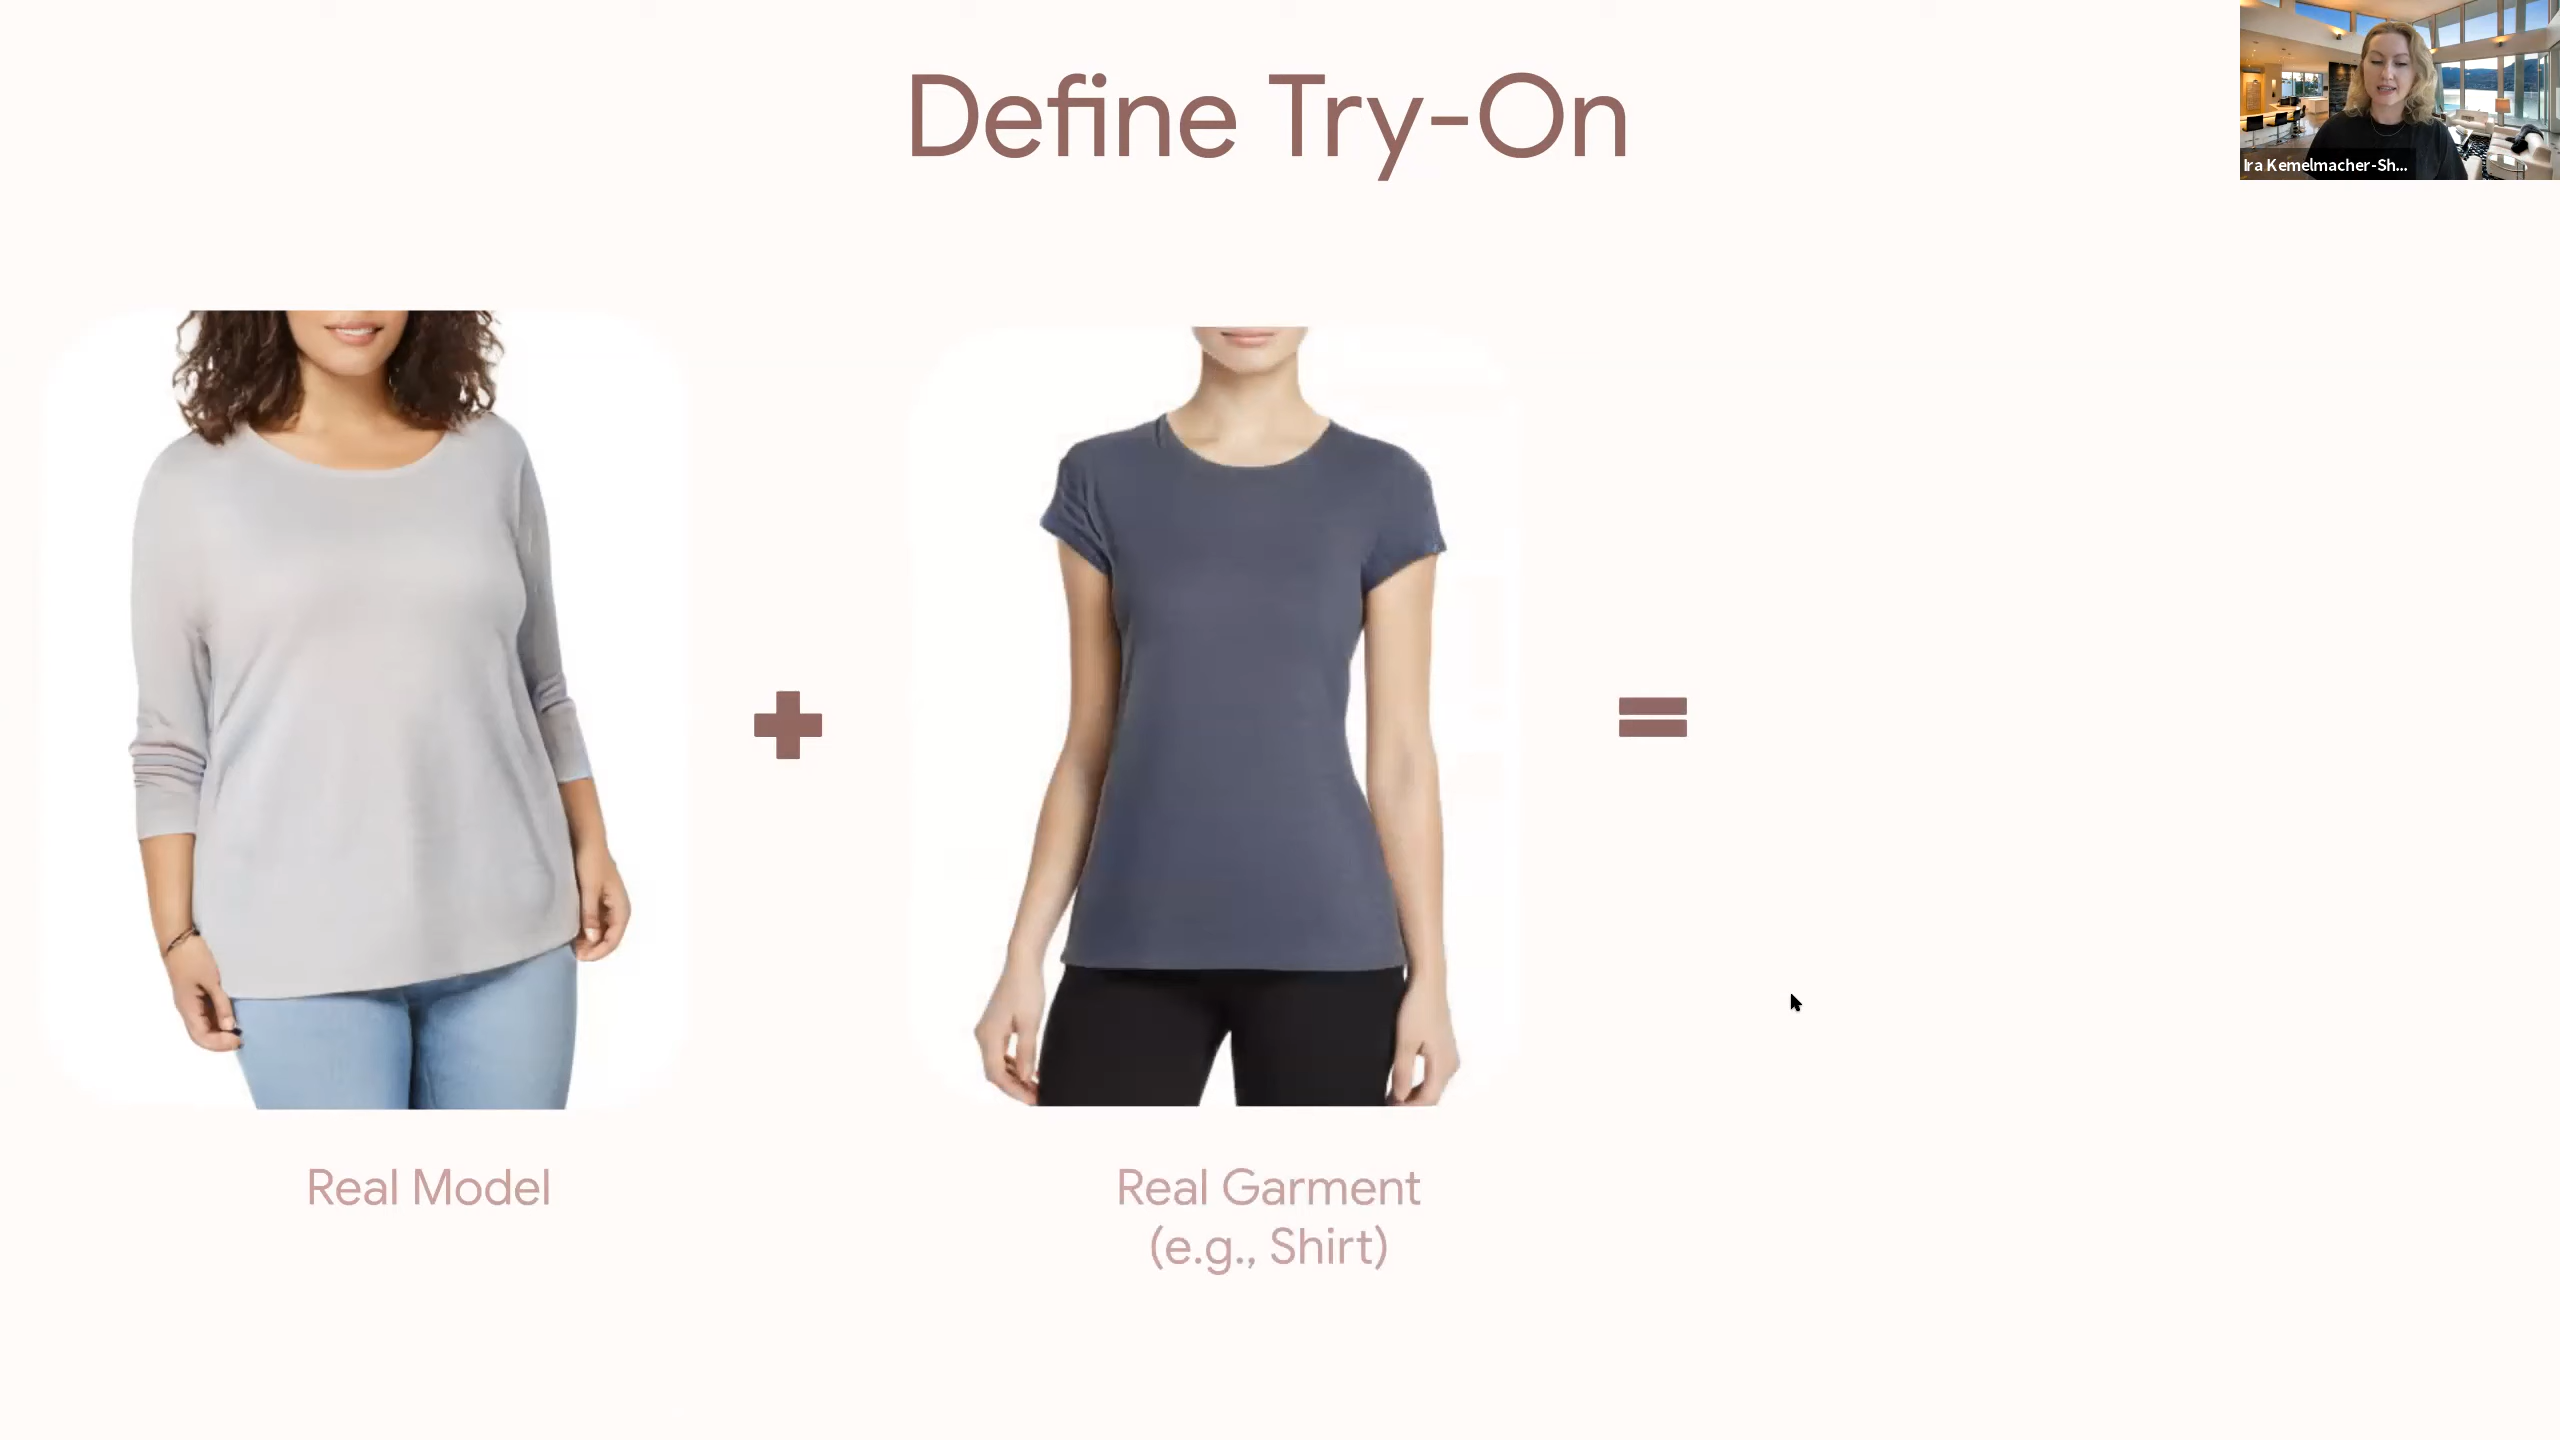 Define Try-On
Ira Kemelmacher-Sh...
Real Model
Real Garment
(e.g., Shirt)